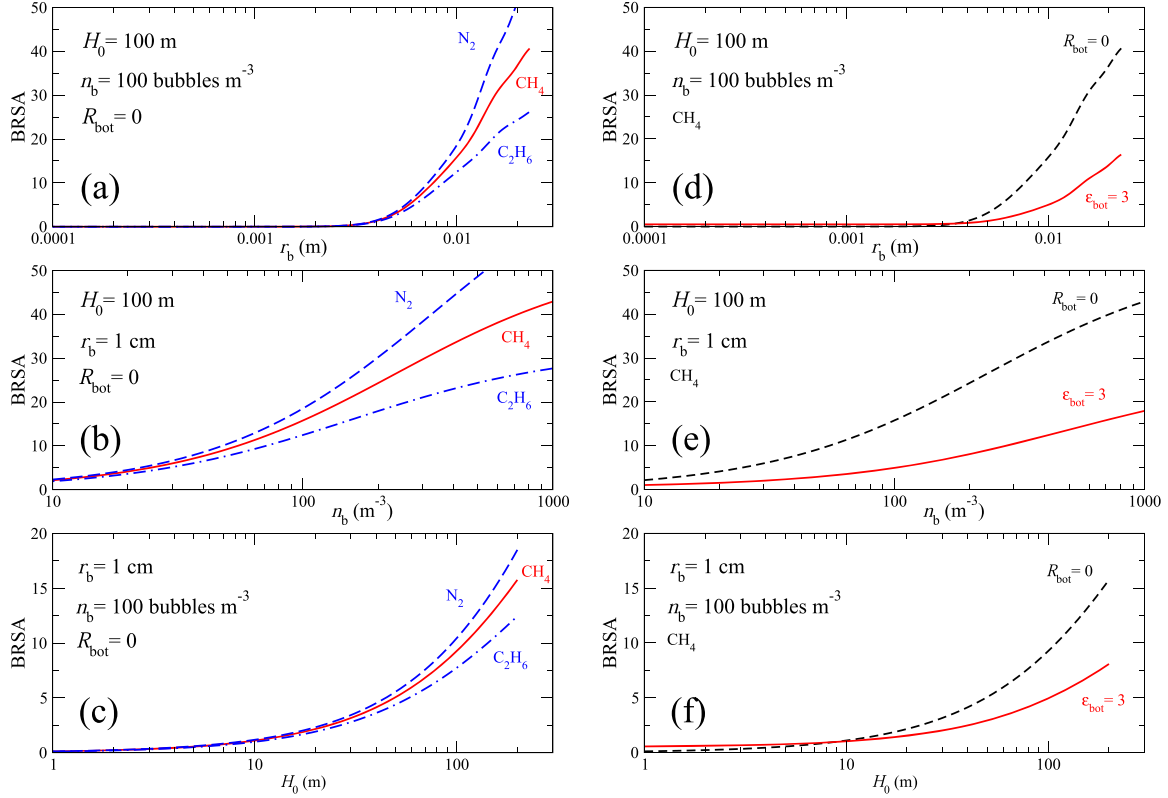 50
40
30
20
10
0
BRSA
H0= 100 m
nb= 100 bubbles m-3
Rbot= 0
N2
CH4
C2H6
(a)
0.0001
0.001
0.01
rb (m)
50
40
30
20
10
0
BRSA
H0= 100 m
nb= 100 bubbles m-3
CH4
Rbot= 0
εbot= 3
(d)
0.0001
0.001
0.01
rb (m)
50
40
30
20
10
0
BRSA
H0= 100 m
rb= 1 cm
Rbot= 0
N2
CH4
C2H6
(b)
10
100
1000
nb (m-3)
50
40
30
20
10
0
BRSA
H0= 100 m
rb= 1 cm
CH4
Rbot= 0
εbot= 3
(e)
10
100
1000
nb (m-3)
20
15
10
5
0
BRSA
rb= 1 cm
nb= 100 bubbles m-3
Rbot= 0
N2
CH4
C2H6
(c)
1
10
100
H0 (m)
20
15
10
5
0
BRSA
rb= 1 cm
nb= 100 bubbles m-3
CH4
Rbot= 0
εbot= 3
(f)
1
10
100
H0 (m)